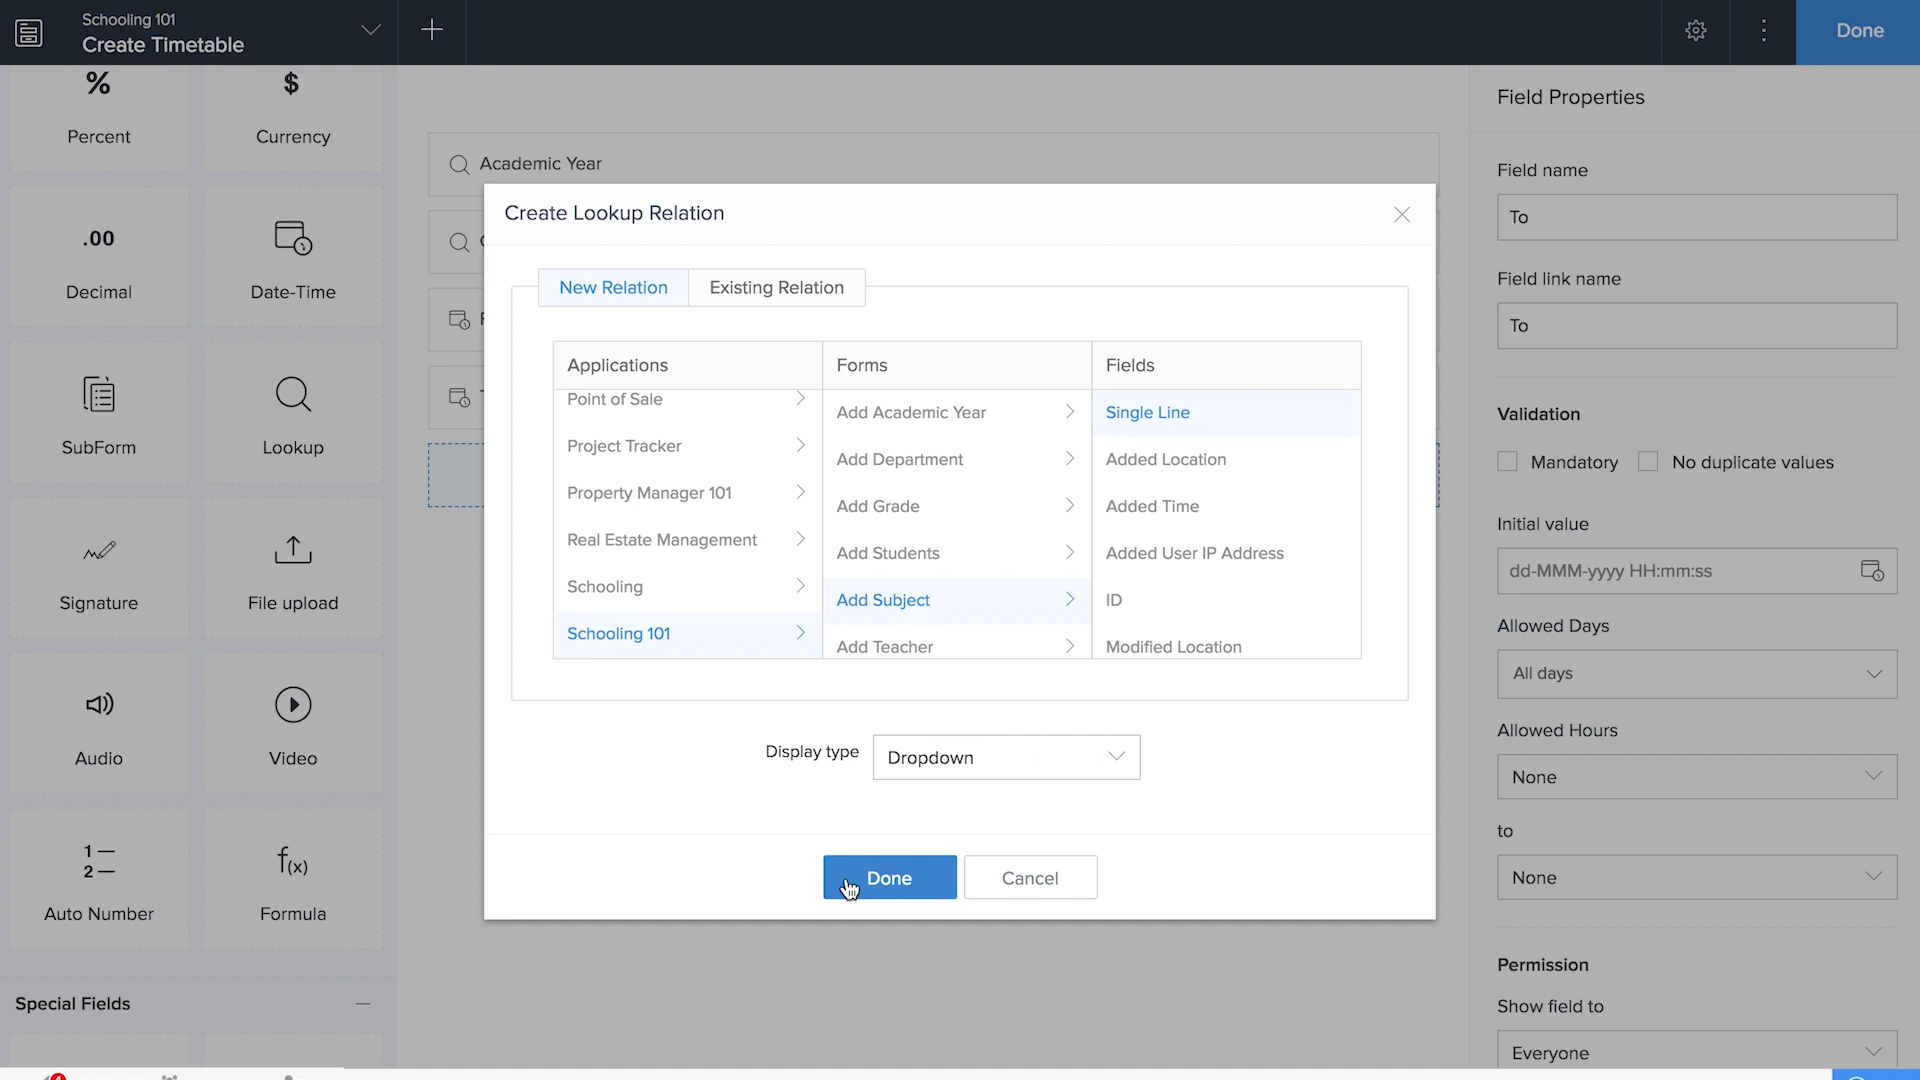 Schooling 101
Create Timetable
Done
%
Percent
$
Currency
.00
Decimal
Date-Time
SubForm
Lookup
Signature
File upload
Audio
Video
1
2
Auto Number
f(x)
Formula
Special Fields
Academic Year
Create Lookup Relation
New Relation
Existing Relation
Applications
Forms
Fields
Point of Sale
Project Tracker
Property Manager 101
Real Estate Management
Schooling
Schooling 101
Add Academic Year
Add Department
Add Grade
Add Students
Add Subject
Add Teacher
Single Line
Added Location
Added Time
Added User IP Address
ID
Modified Location
Display type
Dropdown
Done
Cancel
Field Properties
Field name
To
Field link name
To
Validation
Mandatory
No duplicate values
Initial value
dd-MMM-yyyy HH:mm:ss
Allowed Days
All days
Allowed Hours
None
to
None
Permission
Show field to
Everyone